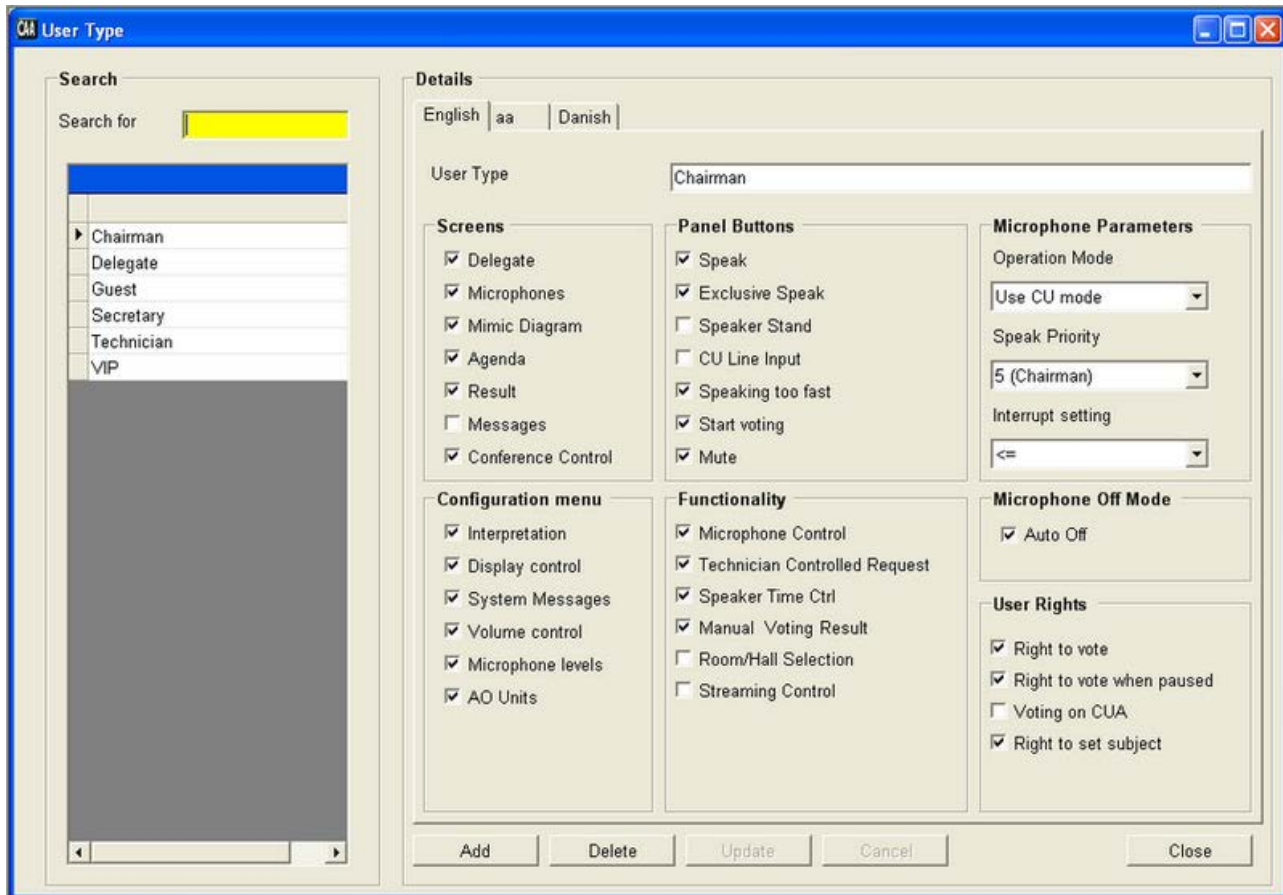 CAA User Type
Search
Search for
Chairman
Delegate
Guest
Secretary
Technician
VIP
Details
English aa Danish
User Type Chairman
Screens
Delegate
Microphones
Mimic Diagram
Agenda
Result
Messages
Conference Control
Panel Buttons
Speak
Exclusive Speak
Speaker Stand
CU Line Input
Speaking too fast
Start voting
Mute
Microphone Parameters
Operation Mode
Use CU mode
Speak Priority
5 (Chairman)
Interrupt setting
<=
Configuration menu
Interpretation
Display control
System Messages
Volume control
Microphone levels
AO Units
Functionality
Microphone Control
Technician Controlled Request
Speaker Time Ctrl
Manual Voting Result
Room/Hall Selection
Streaming Control
Microphone Off Mode
Auto Off
User Rights
Right to vote
Right to vote when paused
Voting on CUA
Right to set subject
Add Delete Update Cancel Close